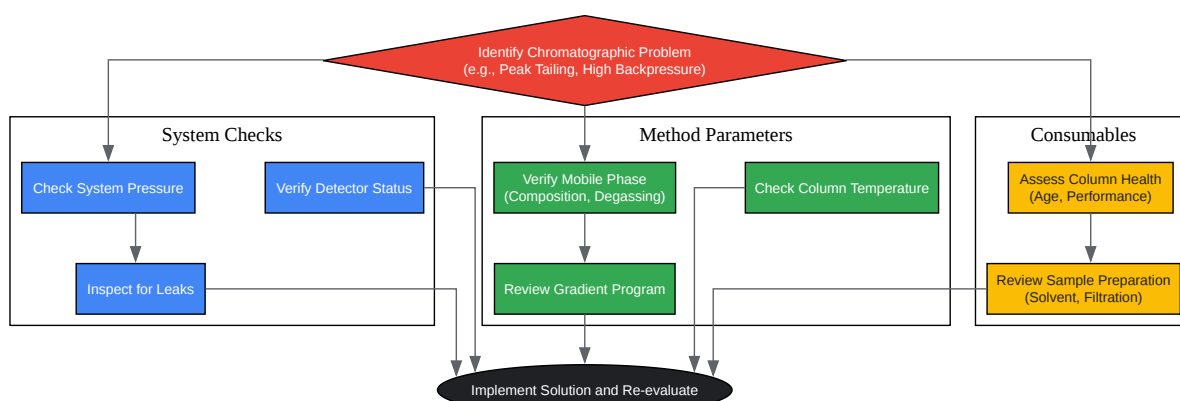 Identify Chromatographic Problem
(e.g., Peak Tailing, High Backpressure)
System Checks
Check System Pressure
Verify Detector Status
Inspect for Leaks
Method Parameters
Verify Mobile Phase
(Composition, Degassing)
Check Column Temperature
Review Gradient Program
Consumables
Assess Column Health
(Age, Performance)
Review Sample Preparation
(Solvent, Filtration)
Implement Solution and Re-evaluate